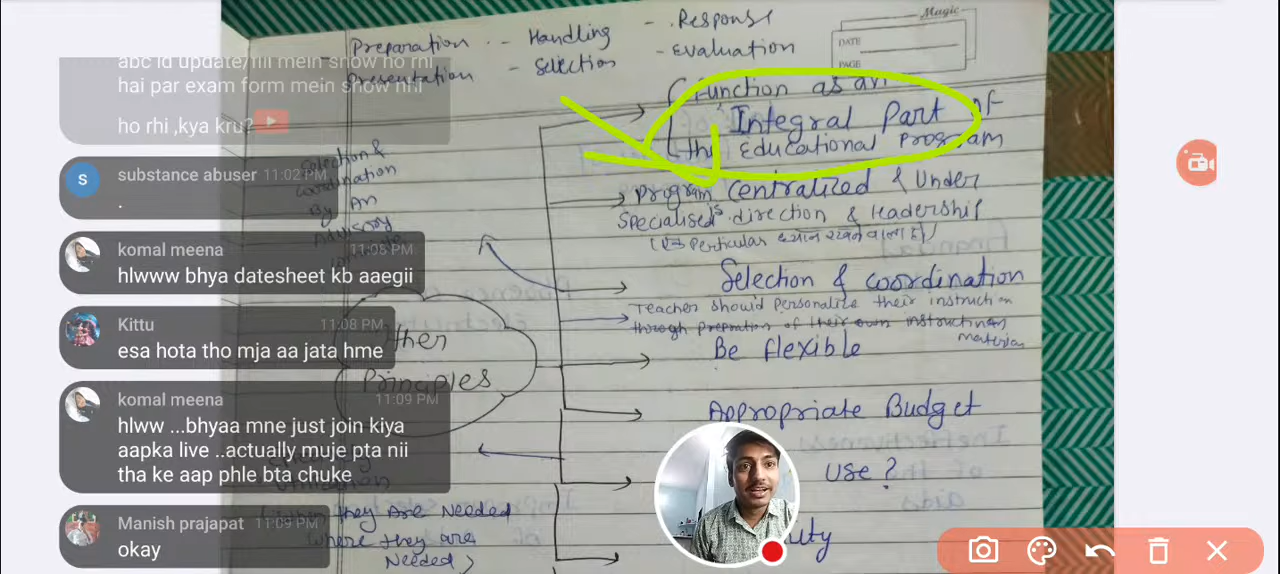 Preparation - Handling - Response
Presentation - Selection - Evaluation
Magic
DATE
PAGE
Function as an
Integral Part of
the Educational Program
Program Centralized & Under
Specialised direction & leadership
Selection & coordination
Teacher should Personalize their instruction
through preparation of their own instruction
material
Be flexible
Appropriate Budget
Use ?
Selection &
coordination
By An
Advisory
Other
Principles
When they Are Needed
Where they are
Needed
abc id update/fill mein show ho rhi
hai par exam form mein show nhi
ho rhi ,kya kru?
S
substance abuser 11:02 PM
.
komal meena 11:08 PM
hlwww bhya datesheet kb aaegii
Kittu 11:08 PM
esa hota tho mja aa jata hme
komal meena 11:09 PM
hlww ...bhyaa mne just join kiya
aapka live ..actually muje pta nii
tha ke aap phle bta chuke
Manish prajapat 11:09 PM
okay